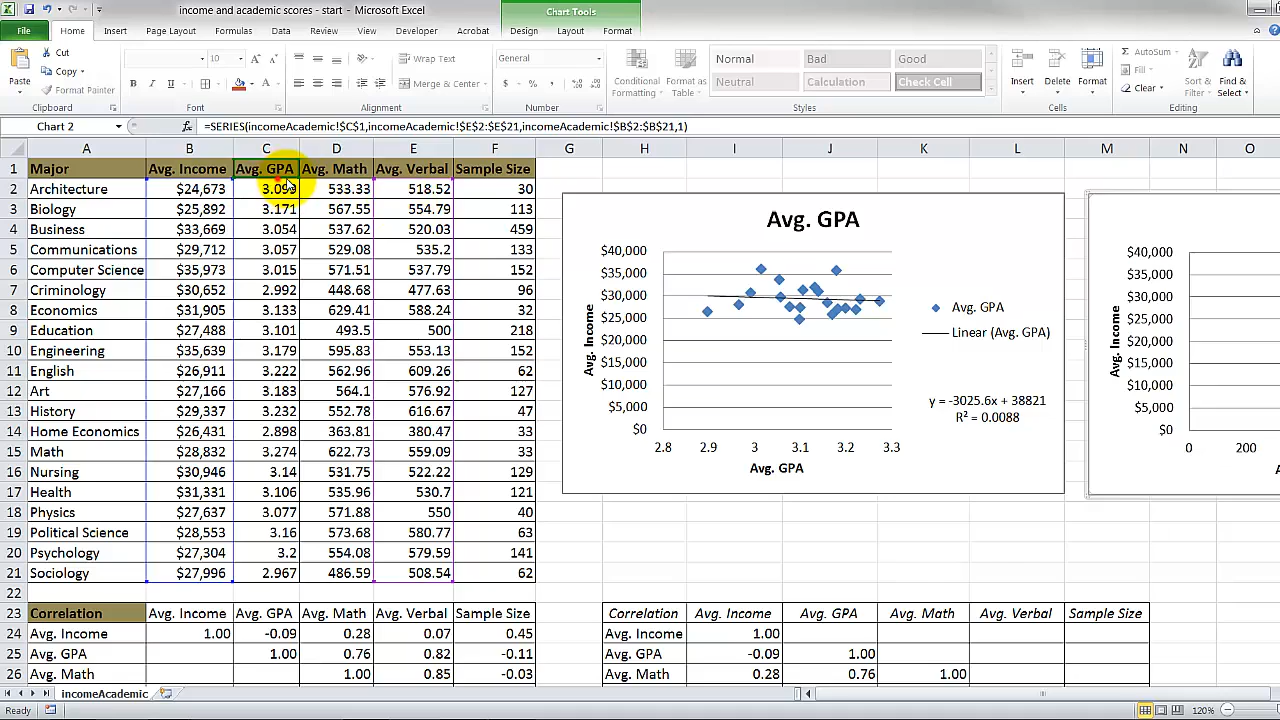 income and academic scores - start - Microsoft Excel
Chart Tools
File Home Insert Page Layout Formulas Data Review View Developer Acrobat Design Layout Format
Paste
Cut
Copy
Format Painter
Clipboard
10
A A
B I U
A
Font
Wrap Text
Merge & Center
Alignment
General
$ % ,
Number
Conditional Formatting
Format as Table
Normal Bad Good
Neutral Calculation Check Cell
Styles
Insert Delete Format
Cells
AutoSum
Fill
Clear
Sort & Filter
Find & Select
Editing
Chart 2 fx =SERIES(incomeAcademic!$C$1,incomeAcademic!$E$2:$E$21,incomeAcademic!$B$2:$B$21,1)
A B C D E F G H I J K L M N O
1 Major Avg. Income Avg. GPA Avg. Math Avg. Verbal Sample Size
2 Architecture $24,673 3.099 533.33 518.52 30
3 Biology $25,892 3.171 567.55 554.79 113
4 Business $33,669 3.054 537.62 520.03 459
5 Communications $29,712 3.057 529.08 535.2 133
6 Computer Science $35,973 3.015 571.51 537.79 152
7 Criminology $30,652 2.992 448.68 477.63 96
8 Economics $31,905 3.133 629.41 588.24 32
9 Education $27,488 3.101 493.5 500 218
10 Engineering $35,639 3.179 595.83 553.13 152
11 English $26,911 3.222 562.96 609.26 62
12 Art $27,166 3.183 564.1 576.92 127
13 History $29,337 3.232 552.78 616.67 47
14 Home Economics $26,431 2.898 363.81 380.47 33
15 Math $28,832 3.274 622.73 559.09 33
16 Nursing $30,946 3.14 531.75 522.22 129
17 Health $31,331 3.106 535.96 530.7 121
18 Physics $27,637 3.077 571.88 550 40
19 Political Science $28,553 3.16 573.68 580.77 63
20 Psychology $27,304 3.2 554.08 579.59 141
21 Sociology $27,996 2.967 486.59 508.54 62
22
23 Correlation Avg. Income Avg. GPA Avg. Math Avg. Verbal Sample Size
24 Avg. Income 1.00 -0.09 0.28 0.07 0.45
25 Avg. GPA 1.00 0.76 0.82 -0.11
26 Avg. Math 1.00 0.85 -0.03
Avg. GPA
$40,000
$35,000
$30,000
$25,000
$20,000
$15,000
$10,000
$5,000
$0
Avg. Income
2.8 2.9 3 3.1 3.2 3.3
Avg. GPA
Avg. GPA
Linear (Avg. GPA)
y = -3025.6x + 38821
R² = 0.0088
$40,000
$35,000
$30,000
$25,000
$20,000
$15,000
$10,000
$5,000
$0
Avg. Income
0 200
Correlation Avg. Income Avg. GPA Avg. Math Avg. Verbal Sample Size
Avg. Income 1.00
Avg. GPA -0.09 1.00
Avg. Math 0.28 0.76 1.00
incomeAcademic
Ready
120%